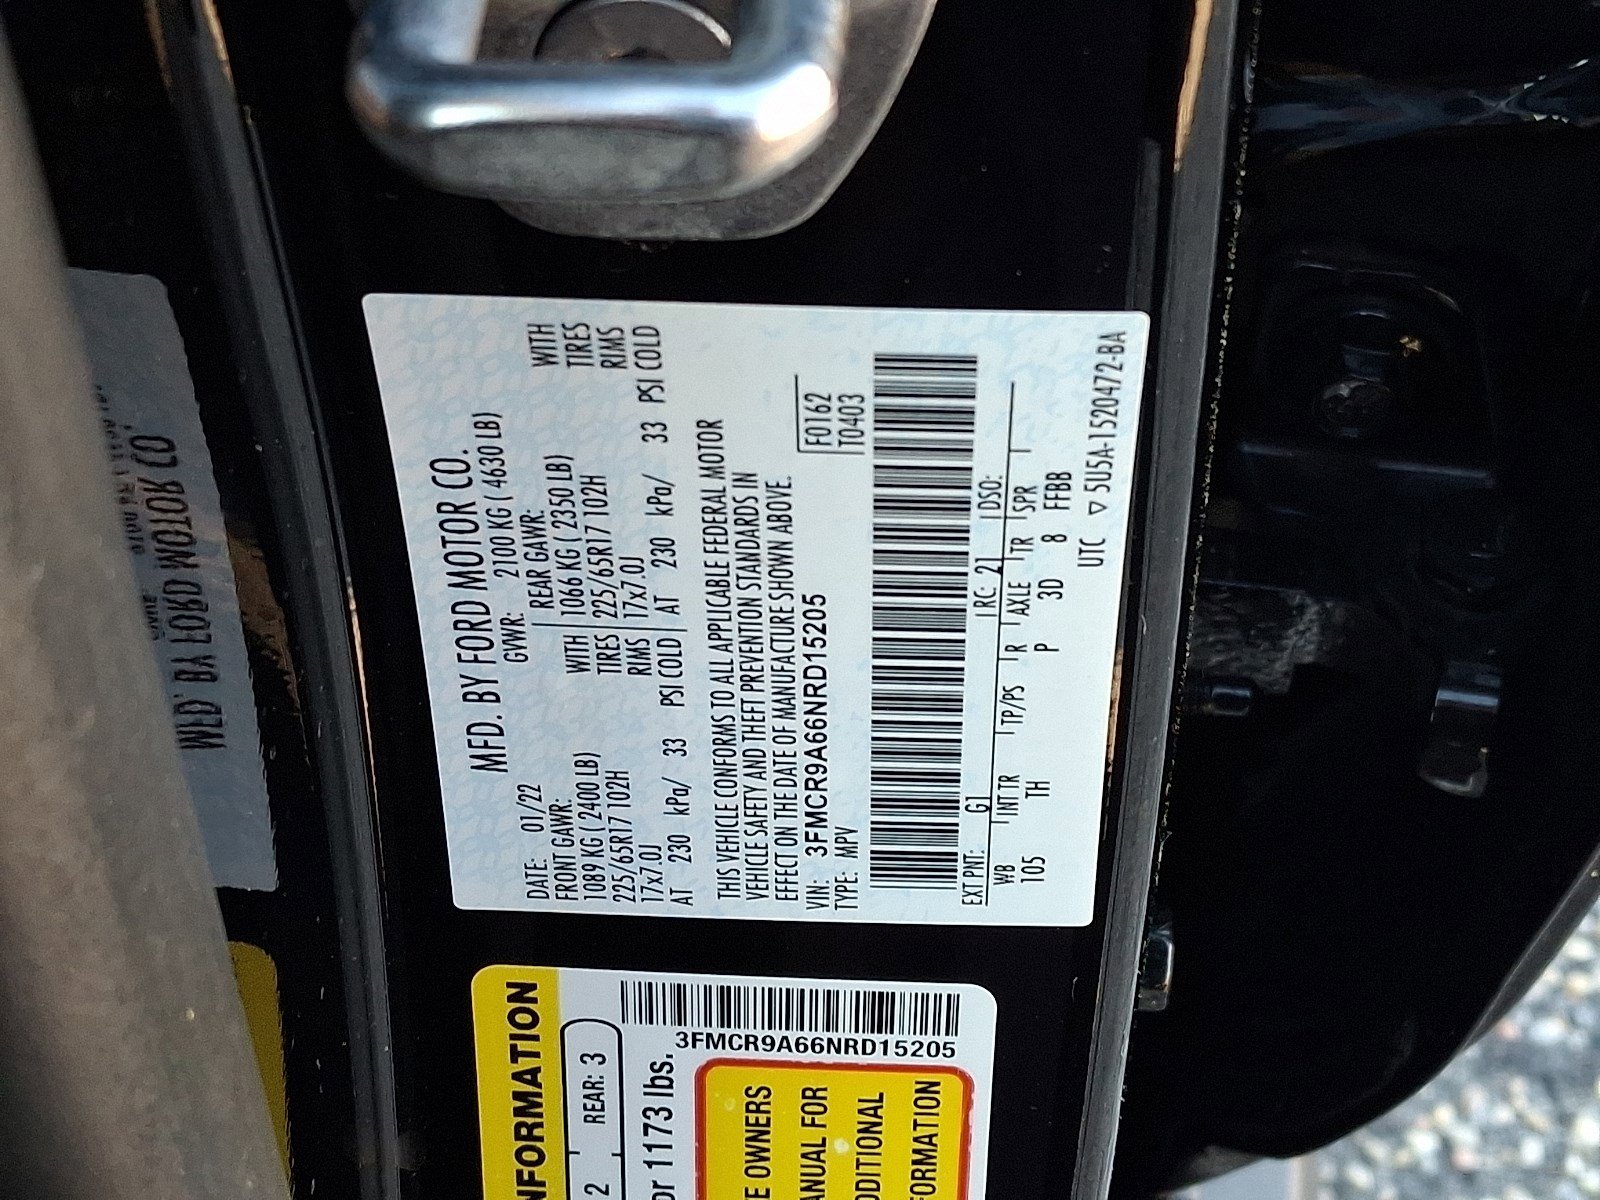 MFD. BY FORD MOTOR CO.
DATE: 01/22 GVWR: 2100 KG ( 4630 LB)
FRONT GAWR: REAR GAWR:
1089 KG ( 2400 LB) WITH 1066 KG ( 2350 LB) WITH
225/65R17 102H TIRES 225/65R17 102H TIRES
17x7.0J RIMS 17x7.0J RIMS
AT 230 kPa/ 33 PSI COLD AT 230 kPa/ 33 PSI COLD
THIS VEHICLE CONFORMS TO ALL APPLICABLE FEDERAL MOTOR
VEHICLE SAFETY AND THEFT PREVENTION STANDARDS IN
EFFECT ON THE DATE OF MANUFACTURE SHOWN ABOVE.
VIN: 3FMCR9A66NRD15205 F0162
TYPE: MPV T0403
EXT PNT: G1 RC: 21 DSO:
WB INT TR TP/PS R AXLE TR SPR
105 TH P 3D 8 FFBB
UTC ▽ 5U5A-1520472-BA
NFORMATION
2 REAR: 3
or 1173 lbs.
3FMCR9A66NRD15205
E OWNERS
ANUAL FOR
DDITIONAL
FORMATION
MFD. BY FORD MOTOR CO.